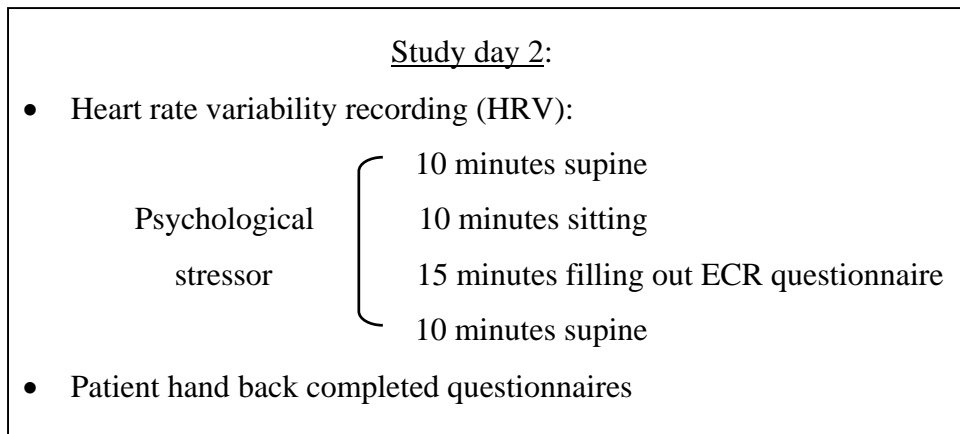 Study day 2:
• Heart rate variability recording (HRV):
10 minutes supine
Psychological 10 minutes sitting
stressor 15 minutes filling out ECR questionnaire
10 minutes supine
• Patient hand back completed questionnaires